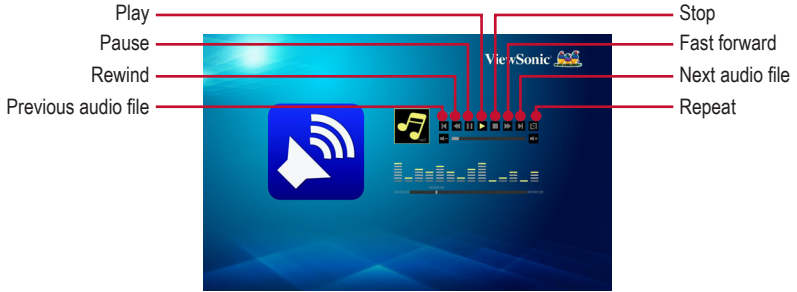 Play
Stop
Pause
Fast forward
ViewSonic
Rewind
Next audio file
Previous audio file
Repeat